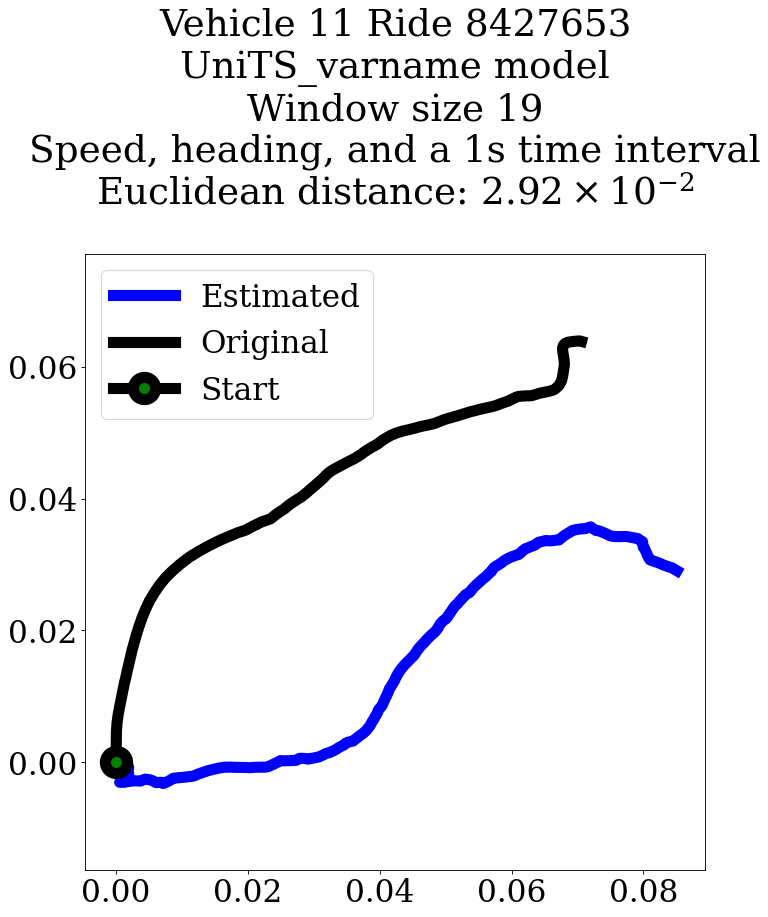 Vehicle 11 Ride 8427653
UniTS_varname model
Window size 19
Speed, heading, and a 1s time interval
Euclidean distance: 2.92 × 10⁻²
Estimated
Original
Start
0.06
0.04
0.02
0.00
0.00 0.02 0.04 0.06 0.08